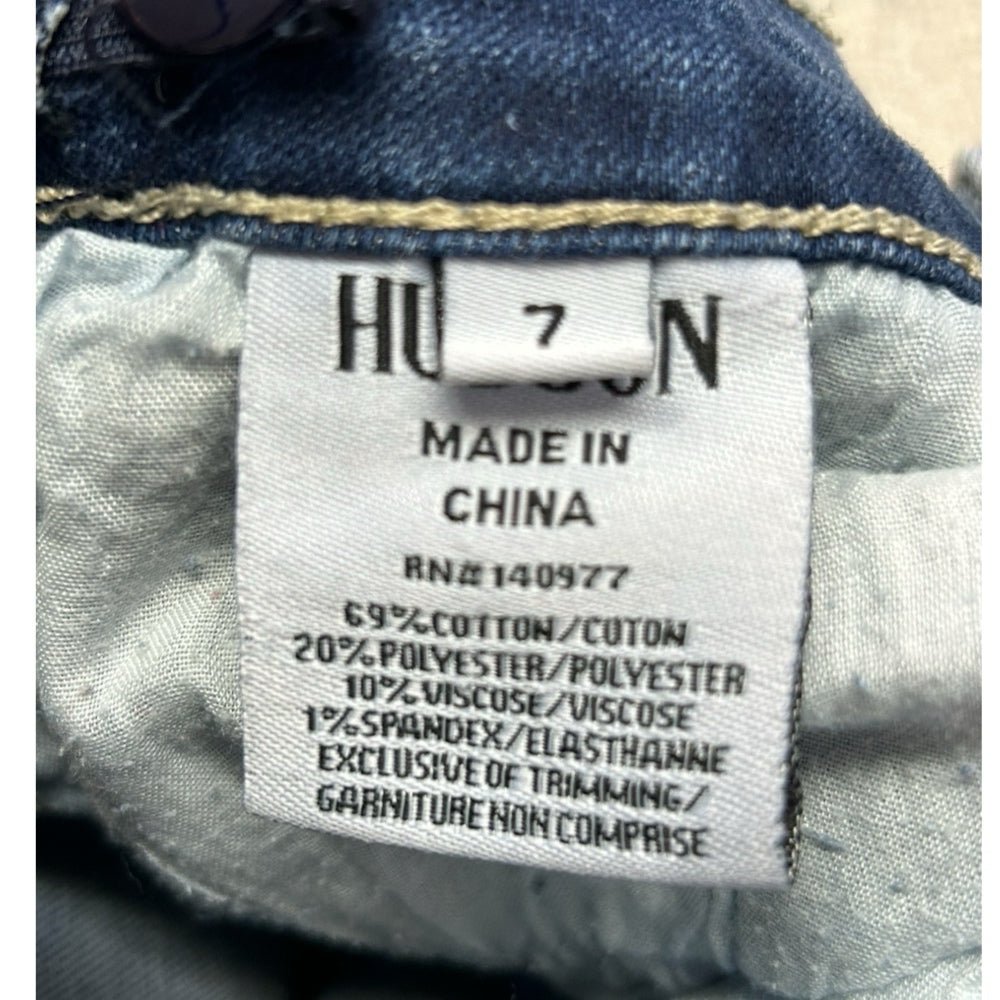 HUDSON
7
MADE IN
CHINA
RN#140977
69%COTTON/COTON
20%POLYESTER/POLYESTER
10%VISCOSE/VISCOSE
1%SPANDEX/ELASTHANNE
EXCLUSIVE OF TRIMMING/
GARNITURE NON COMPRISE